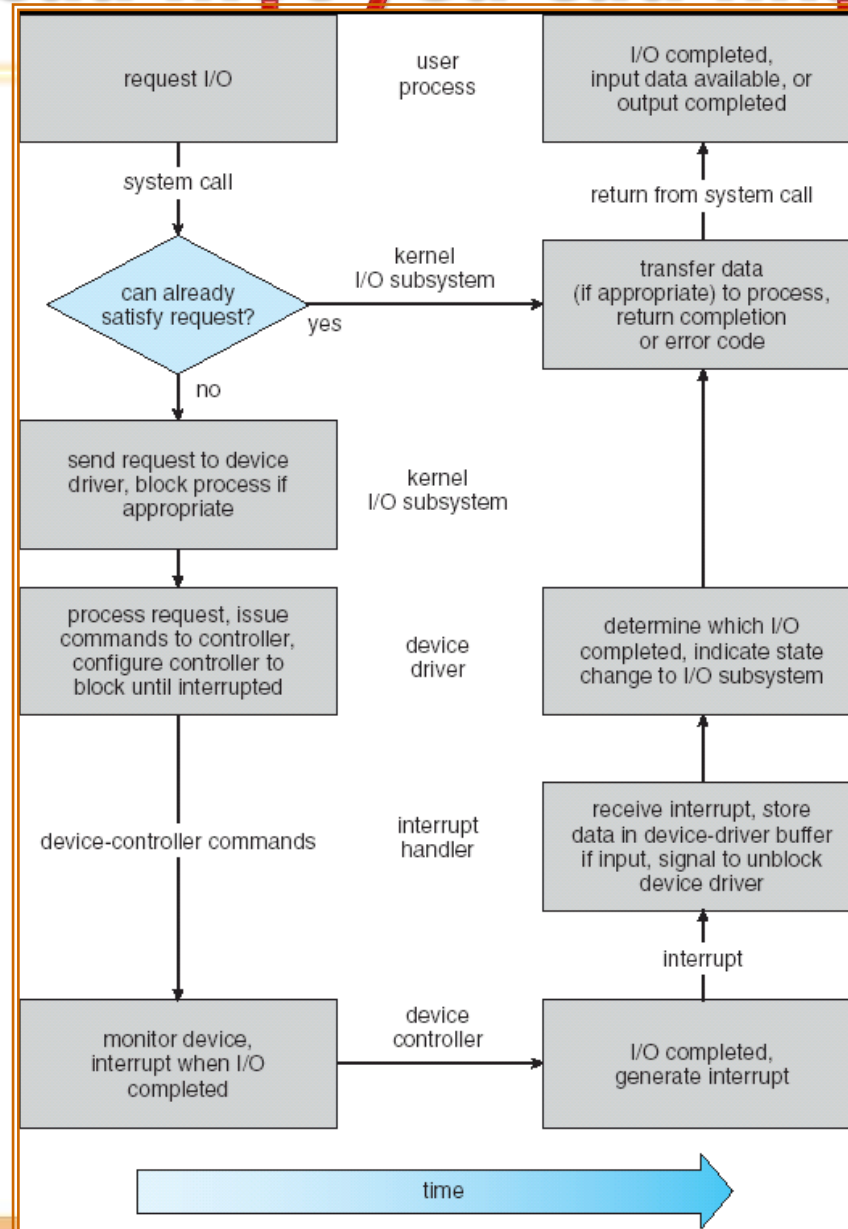 request I/O
user
process
I/O completed,
input data available, or
output completed
system call
return from system call
can already
satisfy request?
kernel
I/O subsystem
yes
transfer data
(if appropriate) to process,
return completion
or error code
no
send request to device
driver, block process if
appropriate
kernel
I/O subsystem
process request, issue
commands to controller,
configure controller to
block until interrupted
device
driver
determine which I/O
completed, indicate state
change to I/O subsystem
device-controller commands
interrupt
handler
receive interrupt, store
data in device-driver buffer
if input, signal to unblock
device driver
interrupt
monitor device,
interrupt when I/O
completed
device
controller
I/O completed,
generate interrupt
time